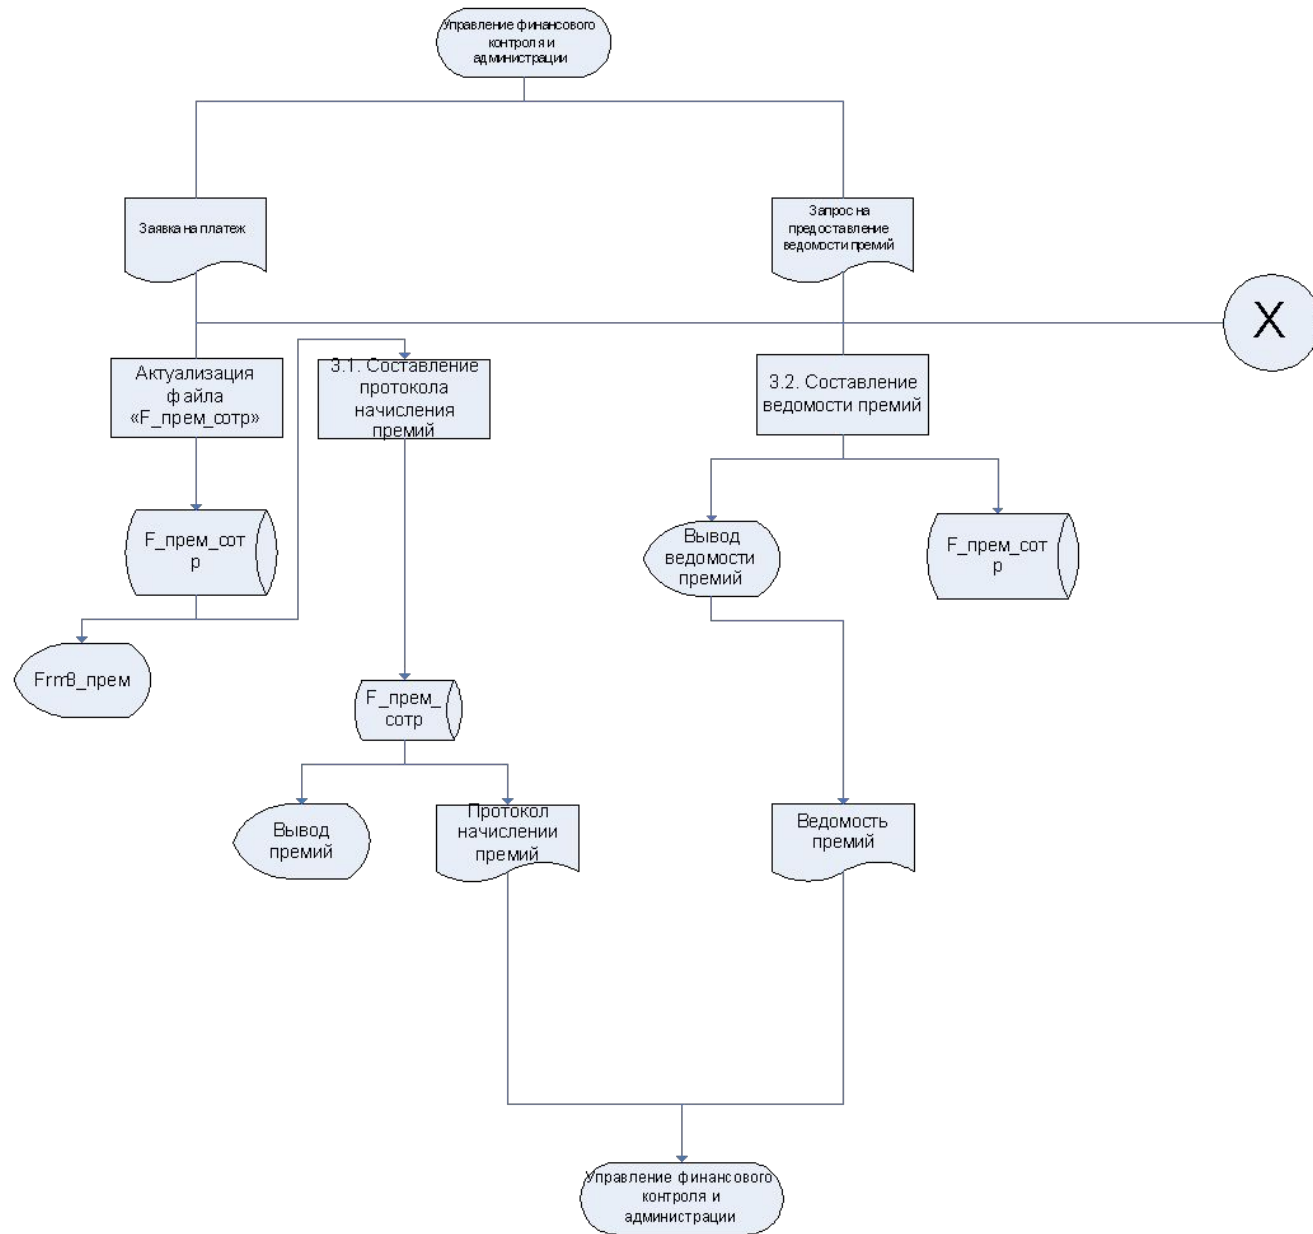 Управление финансового
контроля и
администрации
Заявка на платеж
Запрос на
предоставление
ведомости премий
X
Актуализация
файла
«F_прем_сотр»
3.1. Составление
протокола
начисления
премий
3.2. Составление
ведомости премий
F_прем_сот
р
Вывод
ведомости
премий
F_прем_сот
р
Frm8_прем
F_прем_
сотр
Вывод
премий
Протокол
начислении
премий
Ведомость
премий
Управление финансового
контроля и
администрации